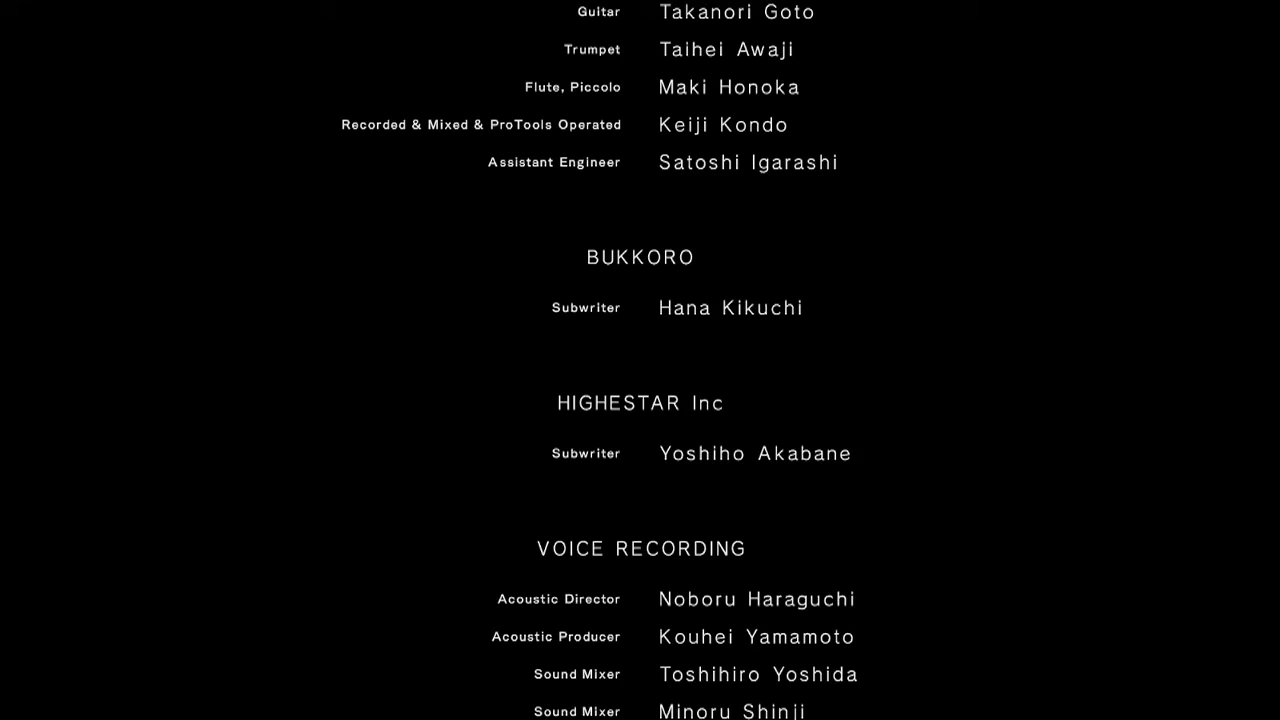 Guitar Takanori Goto
Trumpet Taihei Awaji
Flute, Piccolo Maki Honoka
Recorded & Mixed & ProTools Operated Keiji Kondo
Assistant Engineer Satoshi Igarashi
BUKKORO
Subwriter Hana Kikuchi
HIGHESTAR Inc
Subwriter Yoshiho Akabane
VOICE RECORDING
Acoustic Director Noboru Haraguchi
Acoustic Producer Kouhei Yamamoto
Sound Mixer Toshihiro Yoshida
Sound Mixer Minoru Shinji